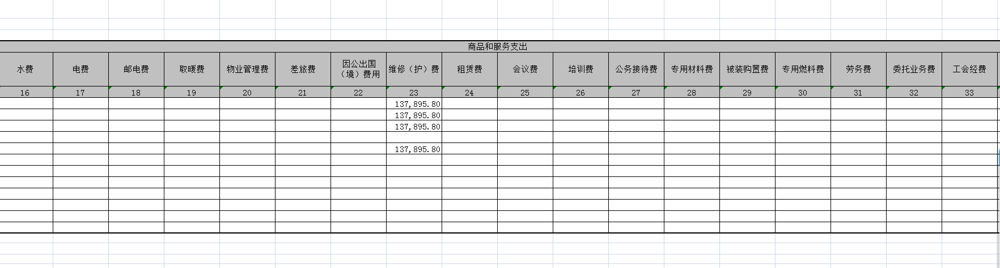 商品和服务支出
水费 电费 邮电费 取暖费 物业管理费 差旅费 因公出国（境）费用 维修（护）费 租赁费 会议费 培训费 公务接待费 专用材料费 被装购置费 专用燃料费 劳务费 委托业务费 工会经费
16 17 18 19 20 21 22 23 24 25 26 27 28 29 30 31 32 33
137,895.80
137,895.80
137,895.80
137,895.80